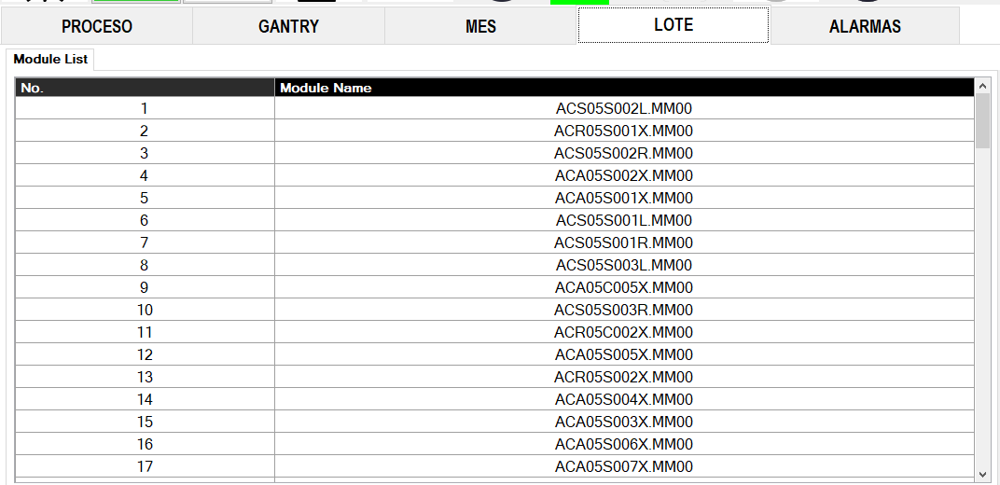 PROCESO GANTRY MES LOTE ALARMAS
Module List
No. Module Name
1 ACS05S002L.MM00
2 ACR05S001X.MM00
3 ACS05S002R.MM00
4 ACA05S002X.MM00
5 ACA05S001X.MM00
6 ACS05S001L.MM00
7 ACS05S001R.MM00
8 ACS05S003L.MM00
9 ACA05C005X.MM00
10 ACS05S003R.MM00
11 ACR05C002X.MM00
12 ACA05S005X.MM00
13 ACR05S002X.MM00
14 ACA05S004X.MM00
15 ACA05S003X.MM00
16 ACA05S006X.MM00
17 ACA05S007X.MM00